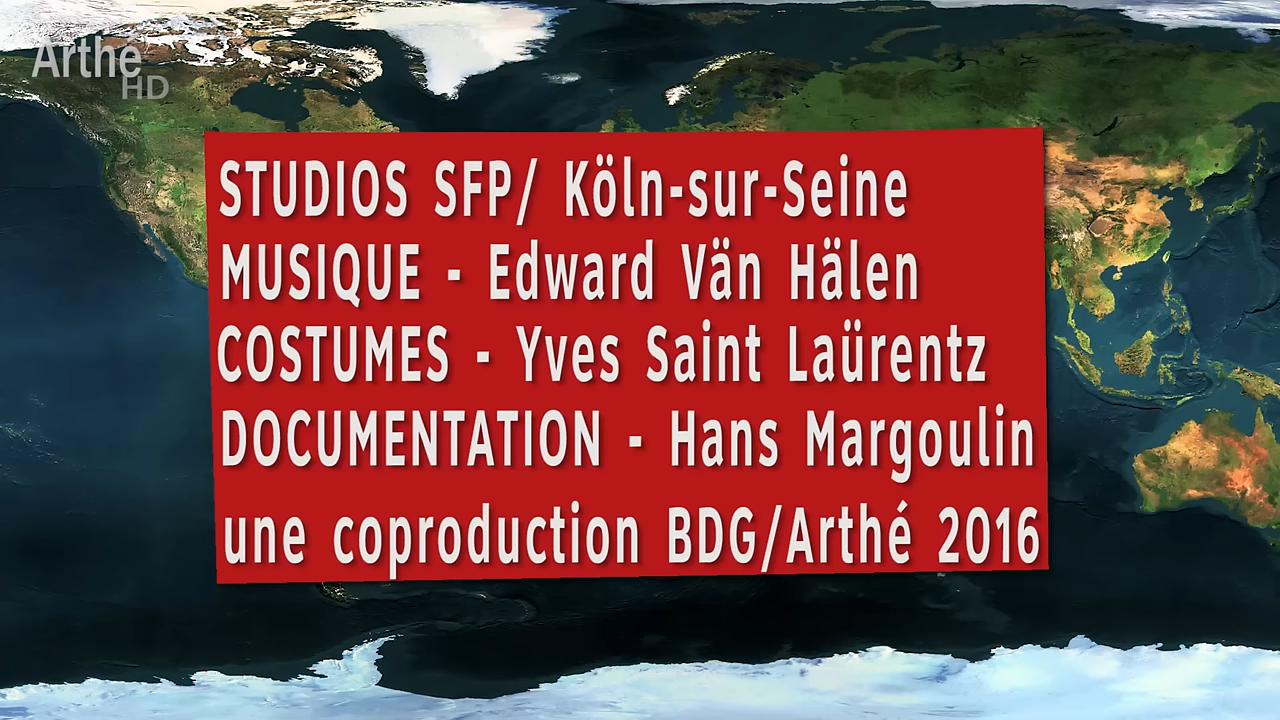 Arthe
HD
STUDIOS SFP/ Köln-sur-Seine
MUSIQUE - Edward Vän Hälen
COSTUMES - Yves Saint Laürentz
DOCUMENTATION - Hans Margoulin
une coproduction BDG/Arthé 2016